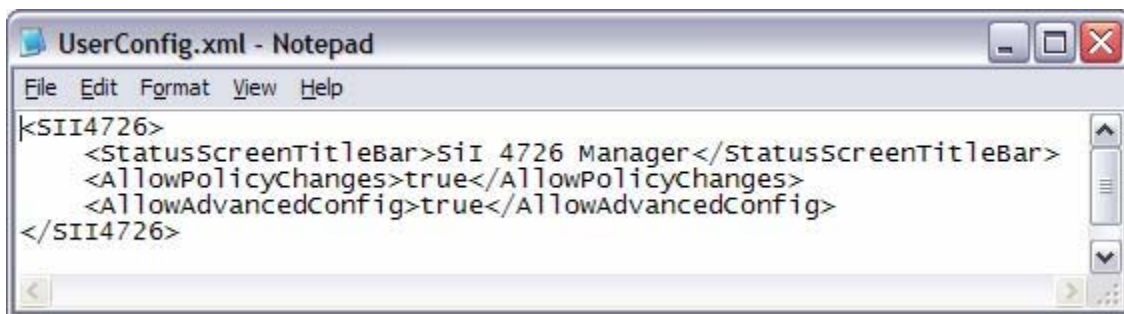 UserConfig.xml - Notepad
File Edit Format View Help
<SII4726>
    <StatusScreenTitleBar>SiI 4726 Manager</StatusScreenTitleBar>
    <AllowPolicyChanges>true</AllowPolicyChanges>
    <AllowAdvancedConfig>true</AllowAdvancedConfig>
</SII4726>